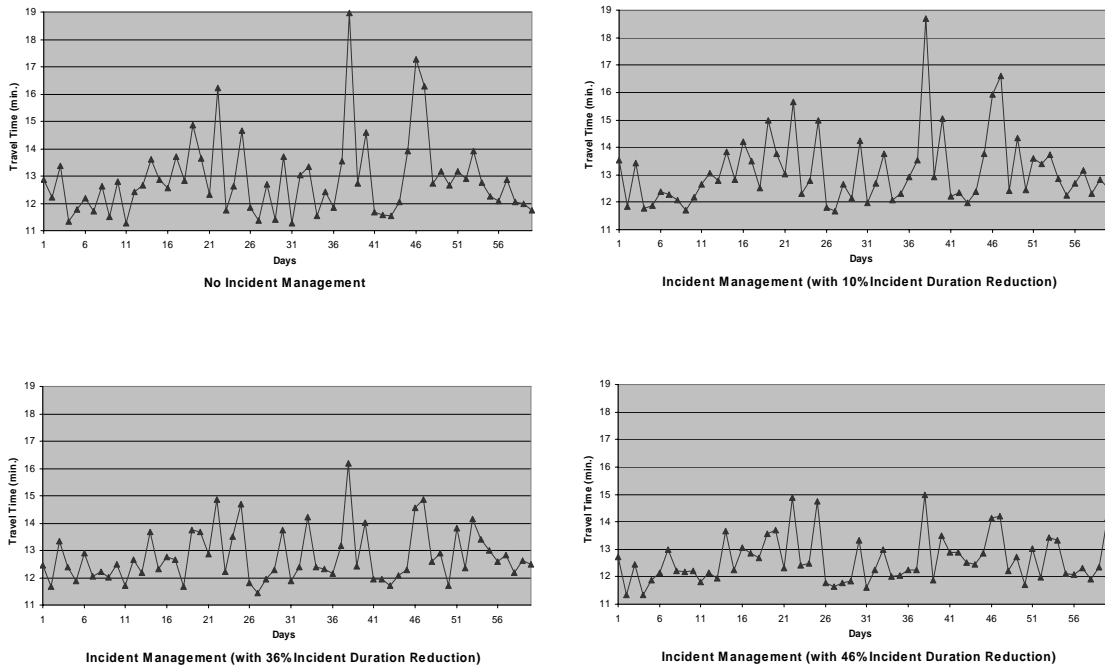 19
18
17
16
15
14
13
12
11
Travel Time (min.)
1 6 11 16 21 26 31 36 41 46 51 56
Days
No Incident Management
19
18
17
16
15
14
13
12
11
Travel Time (min.)
1 6 11 16 21 26 31 36 41 46 51 56
Days
Incident Management (with 10%Incident Duration Reduction)
19
18
17
16
15
14
13
12
11
Travel Time (min.)
1 6 11 16 21 26 31 36 41 46 51 56
Days
Incident Management (with 36%Incident Duration Reduction)
19
18
17
16
15
14
13
12
11
Travel Time (min.)
1 6 11 16 21 26 31 36 41 46 51 56
Days
Incident Management (with 46%Incident Duration Reduction)